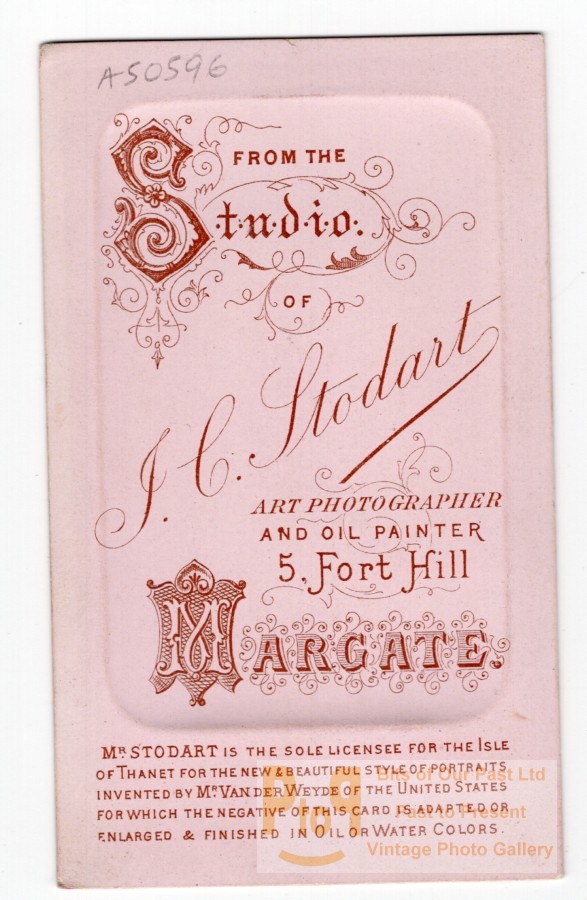 A50596
FROM THE
Studio.
OF
J. C. Stodart
ART PHOTOGRAPHER
AND OIL PAINTER
5, Fort Hill
MARGATE.
MR. STODART IS THE SOLE LICENSEE FOR THE ISLE
OF THANET FOR THE NEW & BEAUTIFUL STYLE OF PORTRAITS
INVENTED BY MR. VAN DER WEYDE OF THE UNITED STATES
FOR WHICH THE NEGATIVE OF THIS CARD IS ADAPTED OR
ENLARGED & FINISHED IN OIL OR WATER COLORS.
PtoP
Bits of Our Past Ltd
Past to Present
Vintage Photo Gallery